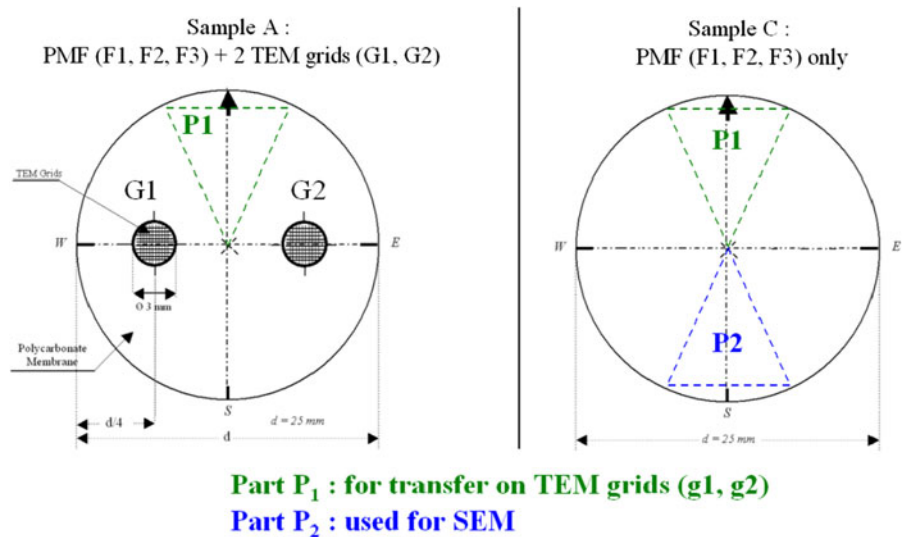 Sample A :
PMF (F1, F2, F3) + 2 TEM grids (G1, G2)
P1
TEM Grids
G1
G2
W
E
O 3 mm
Polycarbonate
Membrane
d/4
S
d = 25 mm
d
Sample C :
PMF (F1, F2, F3) only
P1
W
E
P2
S
d = 25 mm
Part P1 : for transfer on TEM grids (g1, g2)
Part P2 : used for SEM